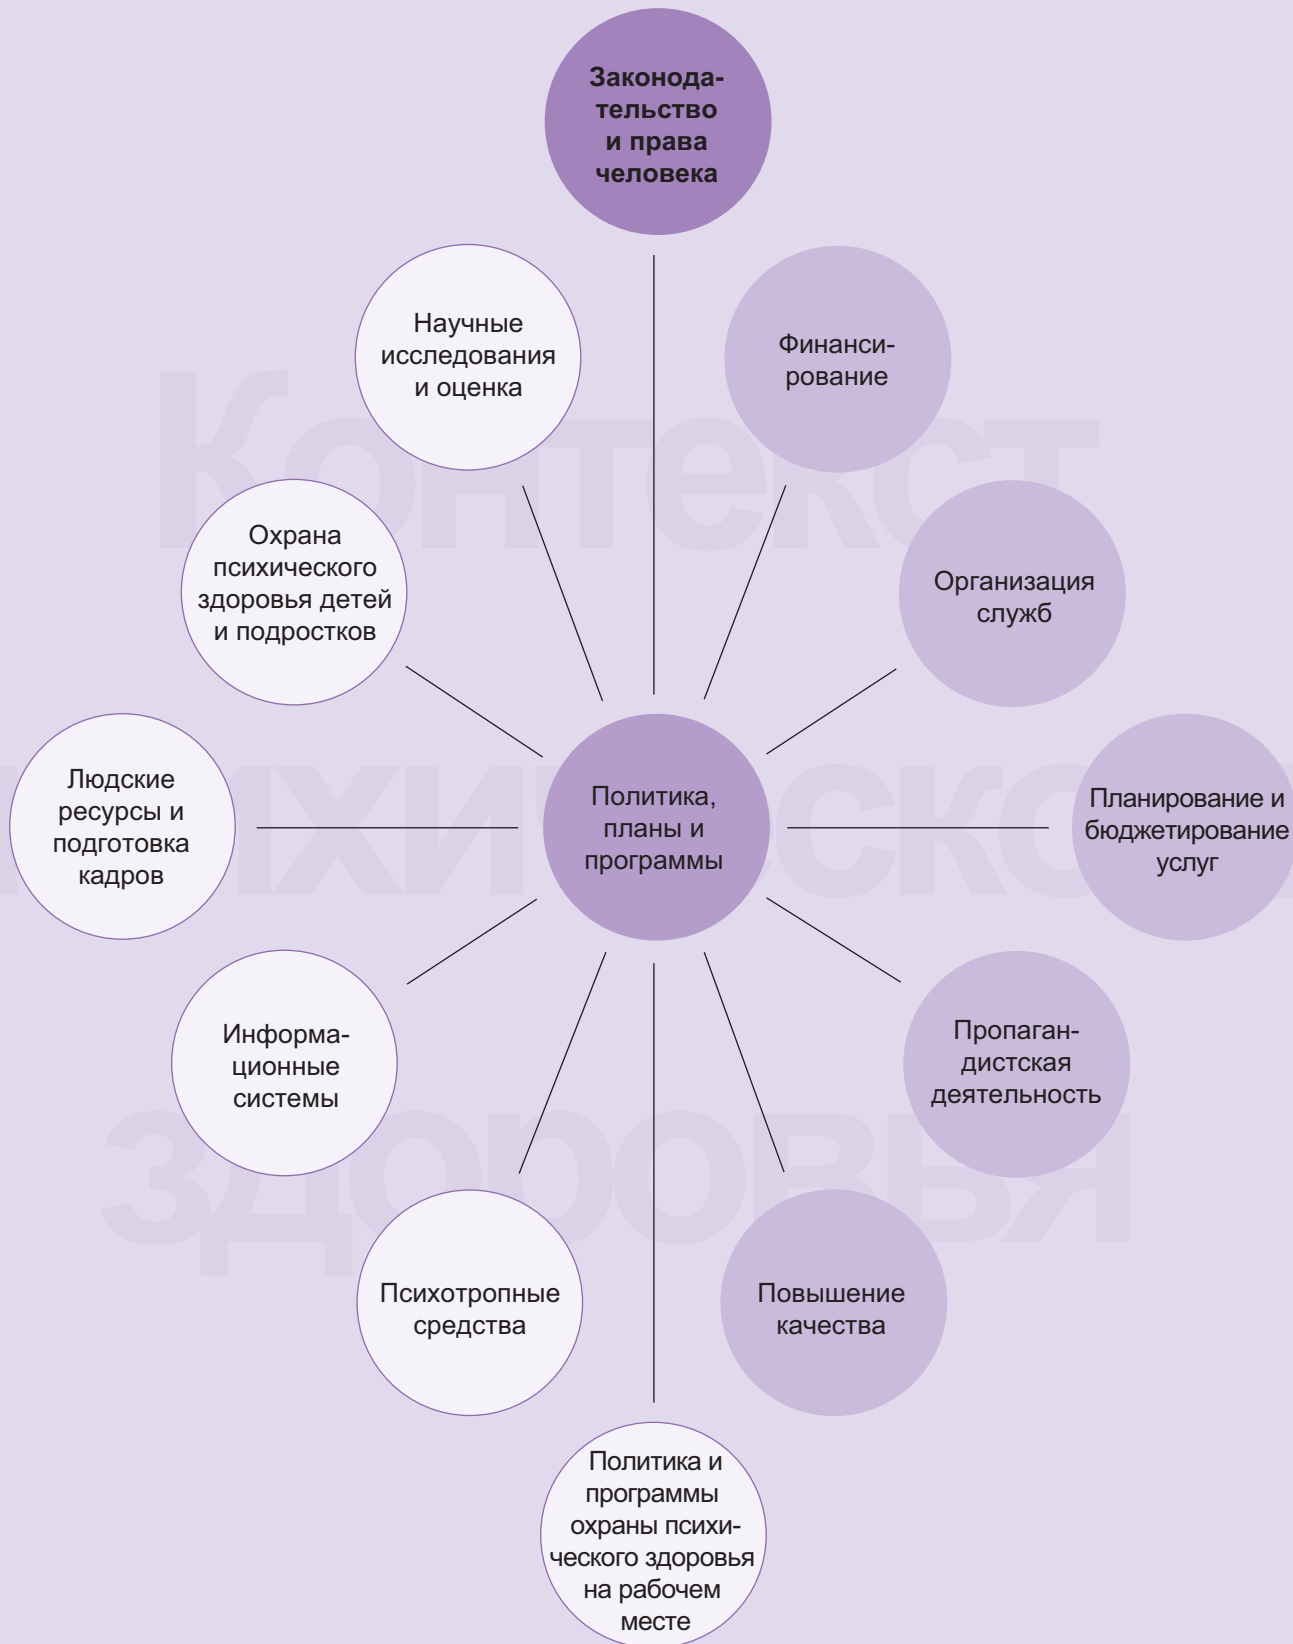 Законода-
тельство
и права
человека
Научные
исследования
и оценка
Финанси-
рование
Контекст
Охрана
психического
здоровья детей
и подростков
Организация
служб
Людские
ресурсы и
подготовка
кадров
Политика,
планы и
программы
Планирование и
бюджетирование
услуг
Информа-
ционные
системы
Пропаган-
дистская
деятельность
здоровья
Психотропные
средства
Повышение
качества
Политика и
программы
охраны психи-
ческого здоровья
на рабочем
месте